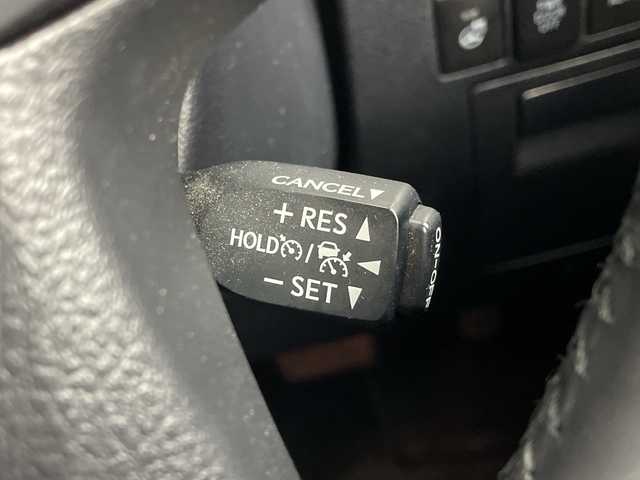 CANCEL▼
+ RES ▲
HOLD / ◀
− SET ▼
ON-OFF